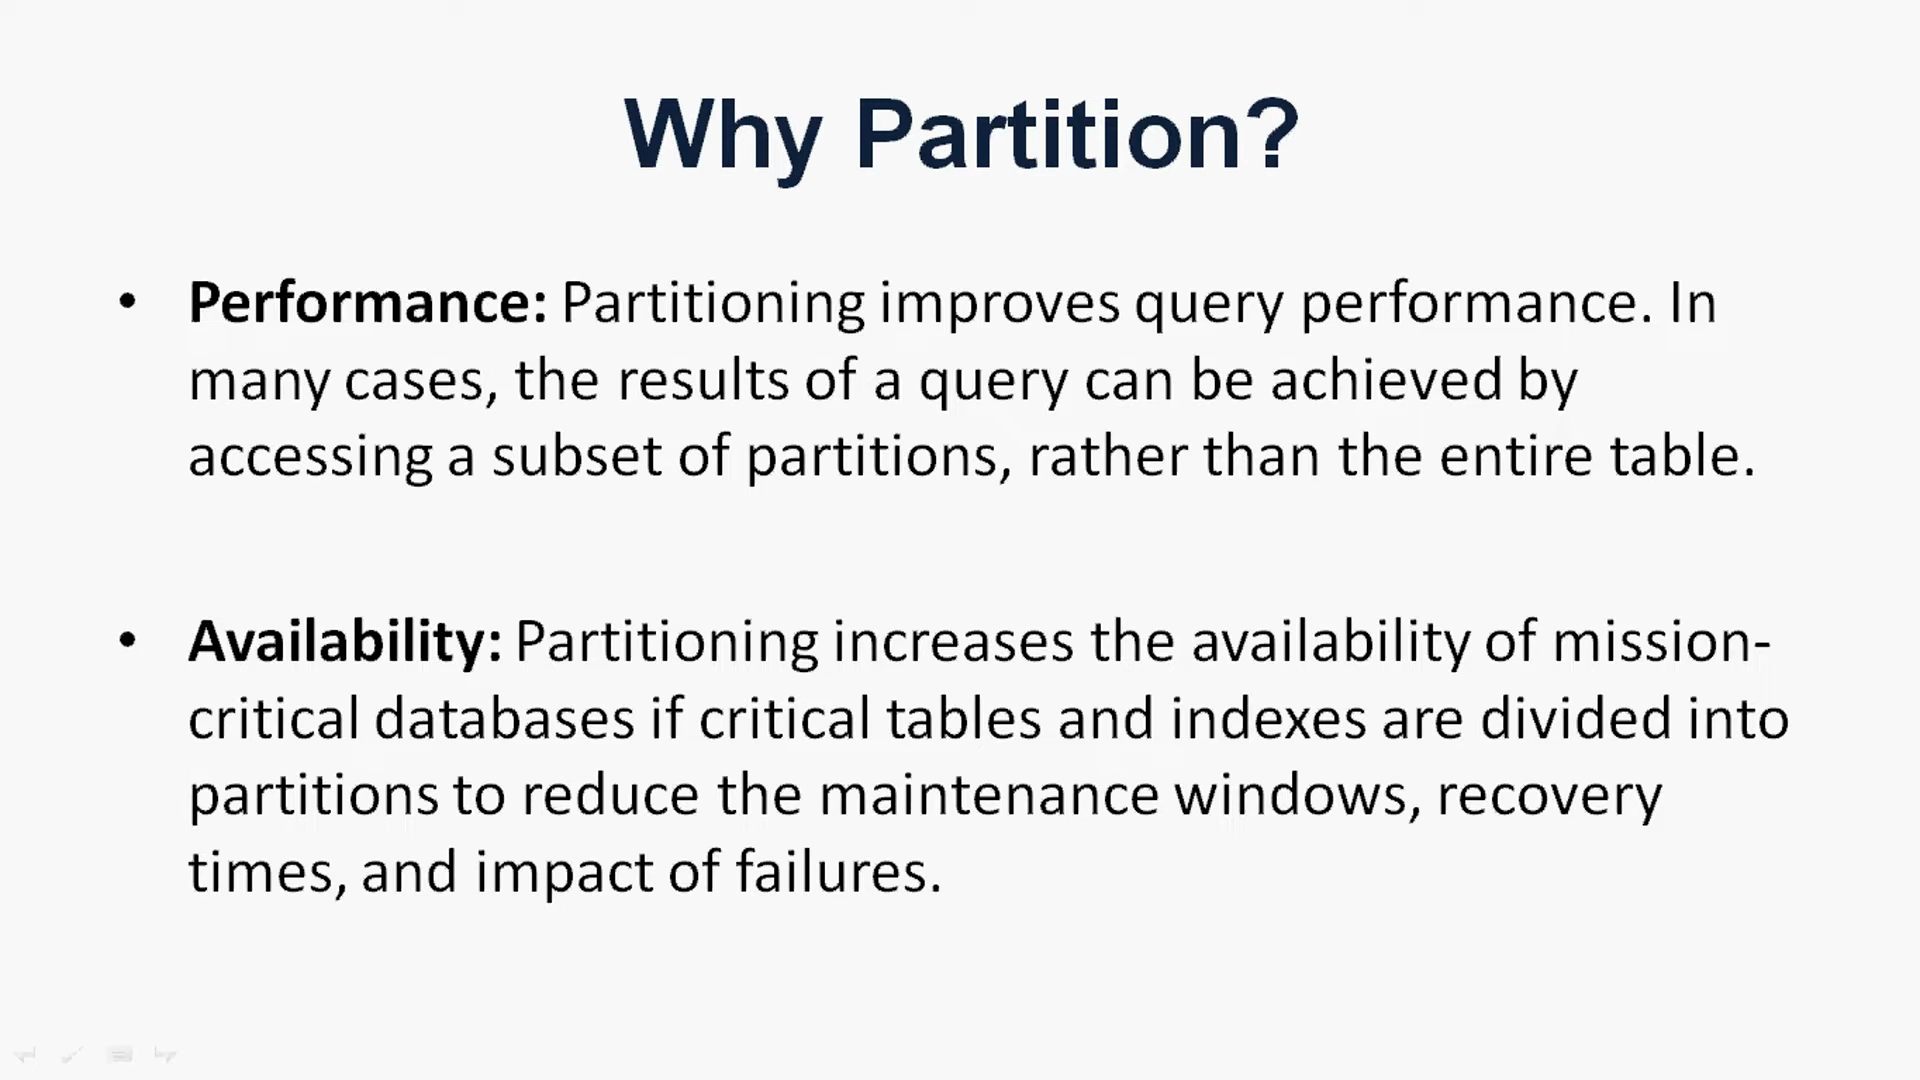 Why Partition?
• Performance: Partitioning improves query performance. In
many cases, the results of a query can be achieved by
accessing a subset of partitions, rather than the entire table.
• Availability: Partitioning increases the availability of mission-
critical databases if critical tables and indexes are divided into
partitions to reduce the maintenance windows, recovery
times, and impact of failures.